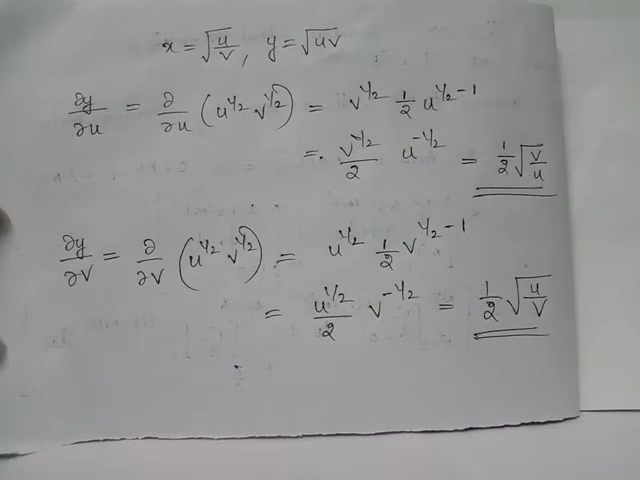 x = √(u/v), y = √uv
∂y/∂u = ∂/∂u (u^1/2 v^1/2) = v^1/2 1/2 u^1/2-1
=. v^1/2/2 u^-1/2 = 1/2 √(v/u)
∂y/∂v = ∂/∂v (u^1/2 v^1/2) = u^1/2 1/2 v^1/2-1
= u^1/2/2 v^-1/2 = 1/2 √(u/v)